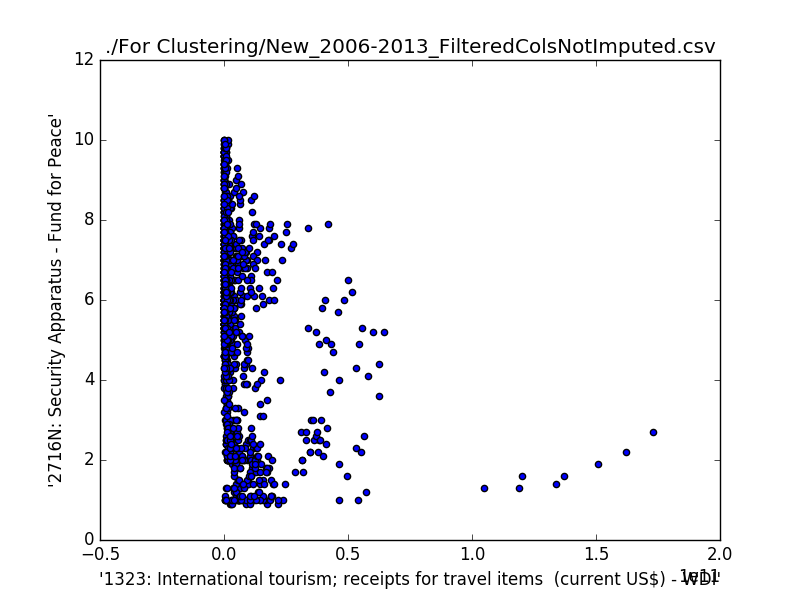 ./For Clustering/New_2006-2013_FilteredColsNotImputed.csv
12
10
8
6
4
2
0
'2716N: Security Apparatus - Fund for Peace'
−0.5 0.0 0.5 1.0 1.5 2.0
1e11
'1323: International tourism; receipts for travel items (current US$) - WDI'